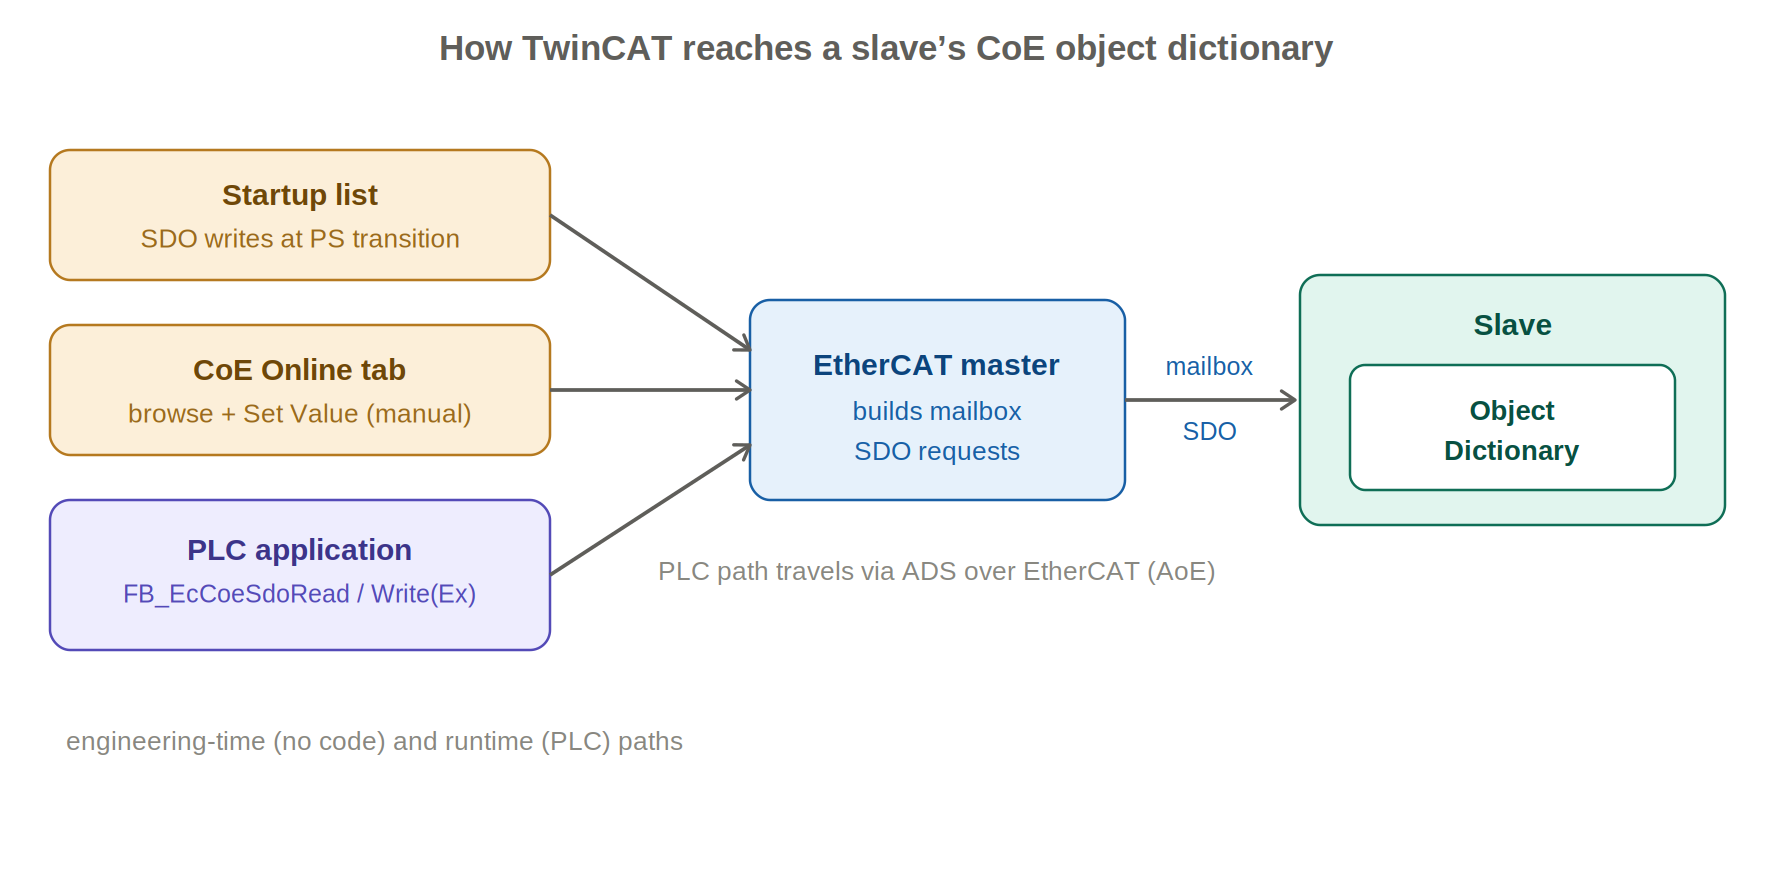 How TwinCAT reaches a slave’s CoE object dictionary
Startup list
SDO writes at PS transition
CoE Online tab
browse + Set Value (manual)
PLC application
FB_EcCoeSdoRead / Write(Ex)
EtherCAT master
builds mailbox
SDO requests
mailbox
SDO
Slave
Object
Dictionary
PLC path travels via ADS over EtherCAT (AoE)
engineering-time (no code) and runtime (PLC) paths